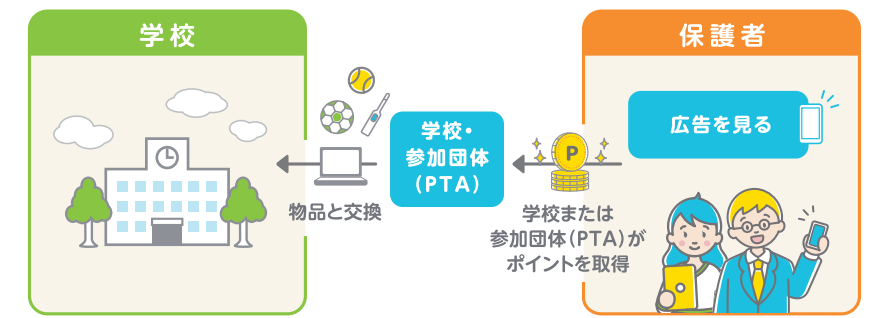 学校
保護者
広告を見る
学校・
参加団体
(PTA)
P
物品と交換
学校または
参加団体(PTA)が
ポイントを取得